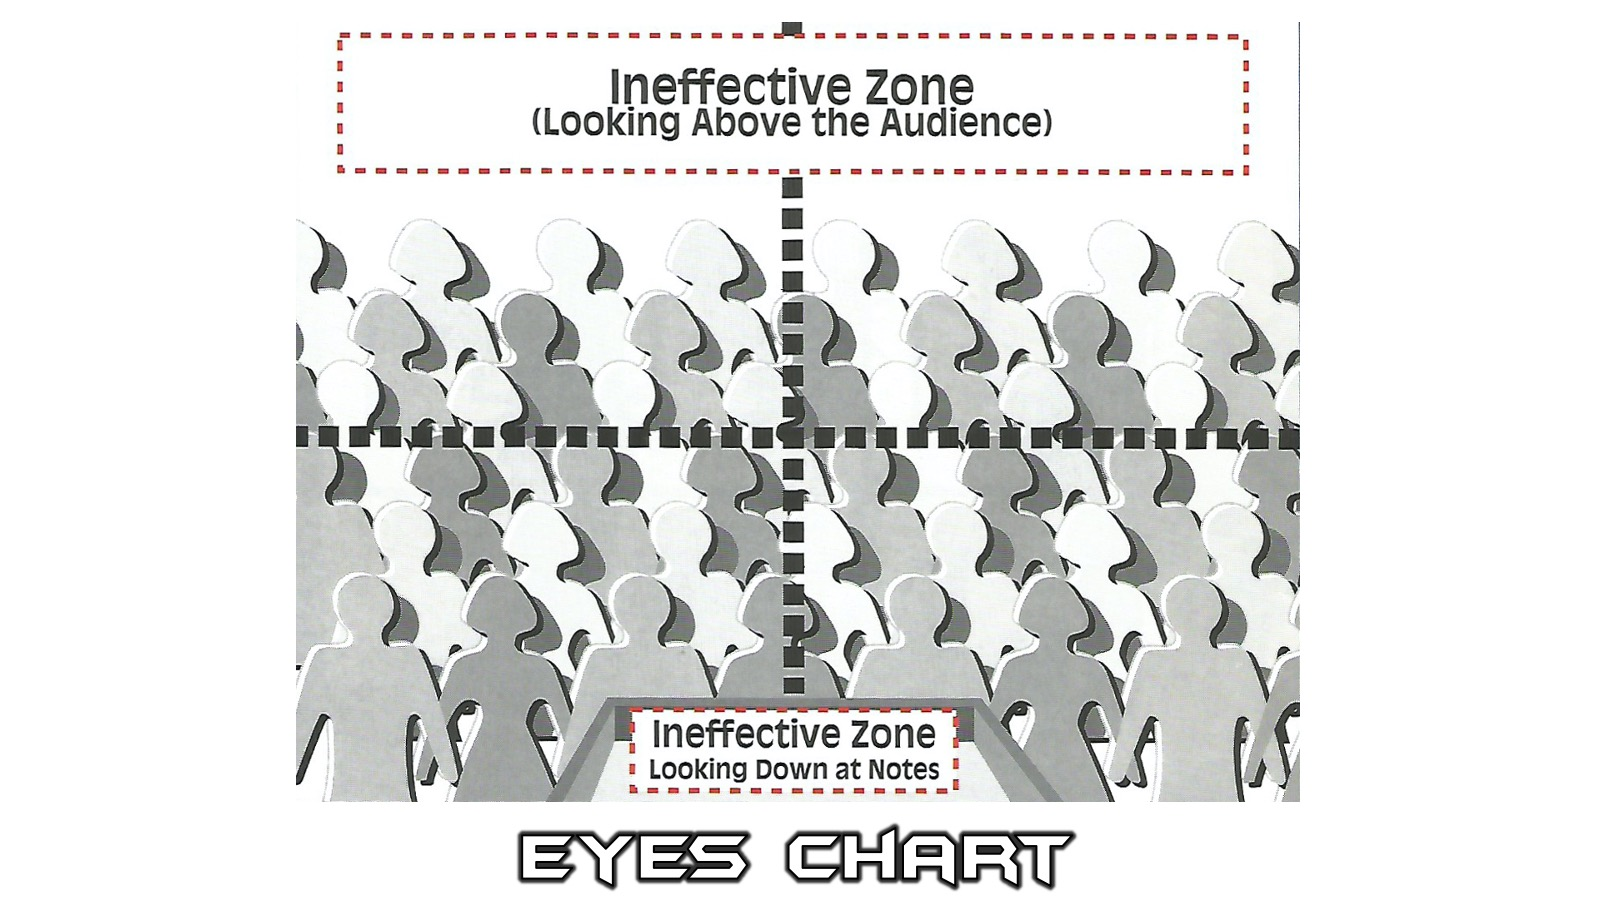 Ineffective Zone
(Looking Above the Audience)
Ineffective Zone
Looking Down at Notes
EYES CHART